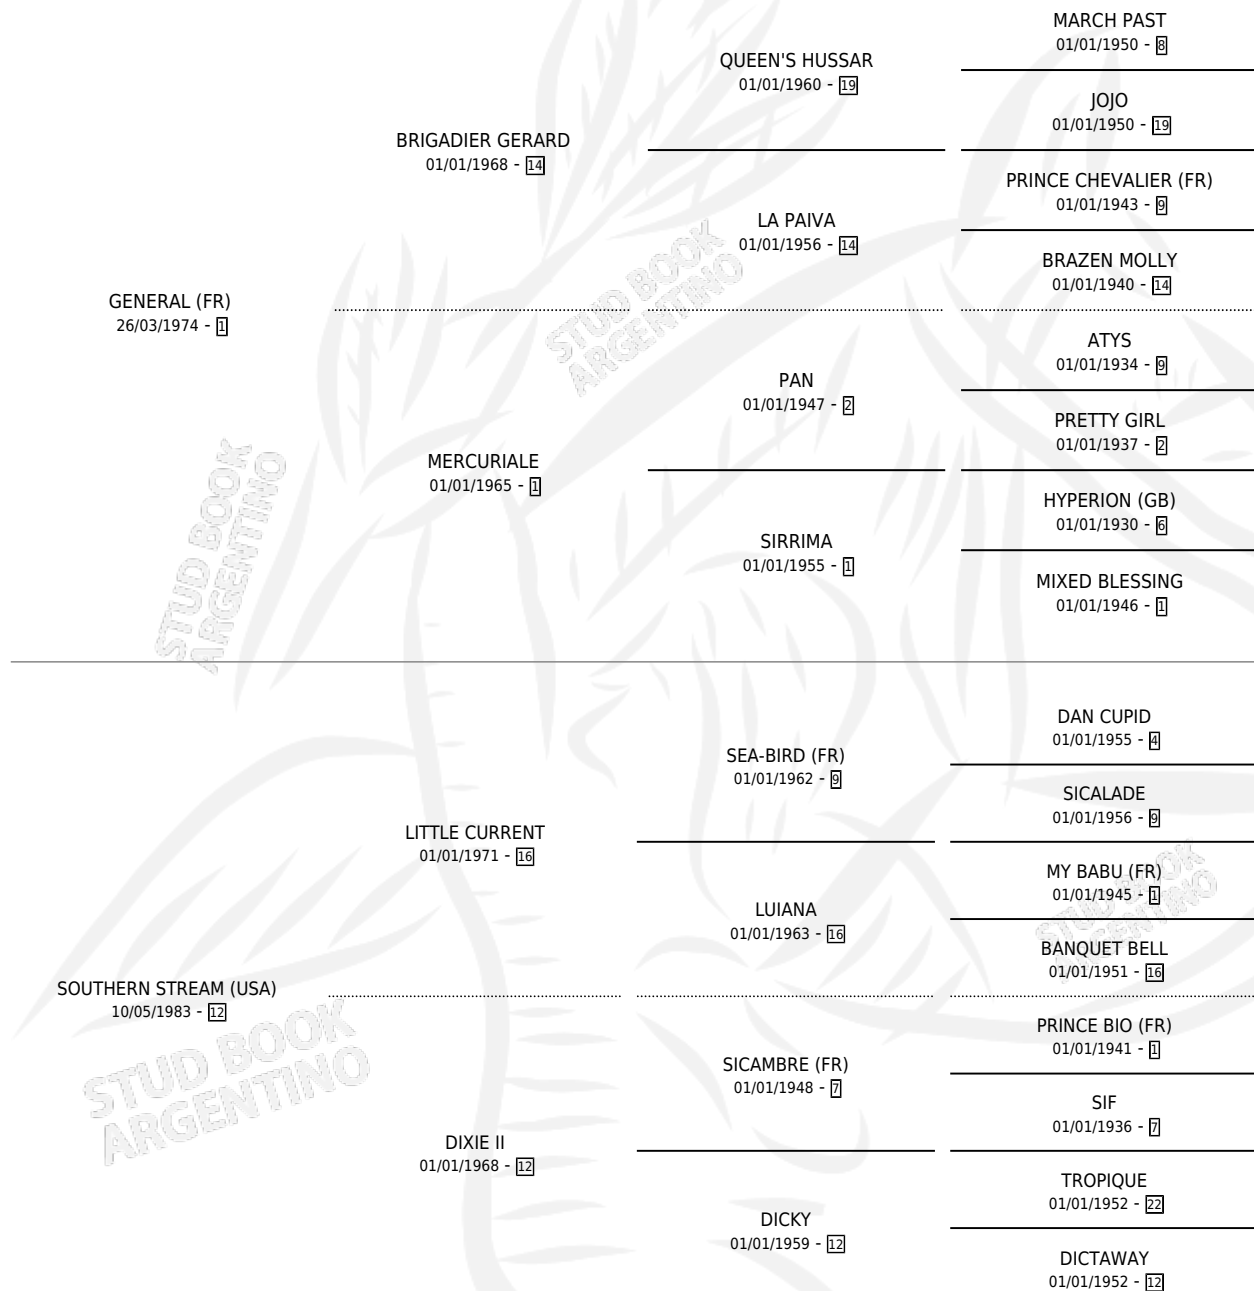 MARCH PAST
01/01/1950 - 8
QUEEN'S HUSSAR
01/01/1960 - 19
JOJO
01/01/1950 - 19
BRIGADIER GERARD
01/01/1968 - 14
PRINCE CHEVALIER (FR)
01/01/1943 - 9
LA PAIVA
01/01/1956 - 14
BRAZEN MOLLY
01/01/1940 - 14
GENERAL (FR)
26/03/1974 - 1
ATYS
01/01/1934 - 9
PAN
01/01/1947 - 2
PRETTY GIRL
01/01/1937 - 2
MERCURIALE
01/01/1965 - 1
HYPERION (GB)
01/01/1930 - 6
SIRRIMA
01/01/1955 - 1
MIXED BLESSING
01/01/1946 - 1
STUD BOOK
ARGENTINO
STUD BOOK
ARGENTINO
DAN CUPID
01/01/1955 - 4
SEA-BIRD (FR)
01/01/1962 - 9
SICALADE
01/01/1956 - 9
LITTLE CURRENT
01/01/1971 - 16
MY BABU (FR)
01/01/1945 - 1
LUIANA
01/01/1963 - 16
BANQUET BELL
01/01/1951 - 16
SOUTHERN STREAM (USA)
10/05/1983 - 12
PRINCE BIO (FR)
01/01/1941 - 1
SICAMBRE (FR)
01/01/1948 - 7
SIF
01/01/1936 - 7
DIXIE II
01/01/1968 - 12
TROPIQUE
01/01/1952 - 22
DICKY
01/01/1959 - 12
DICTAWAY
01/01/1952 - 12
STUD BOOK
ARGENTINO
STUD BOOK
ARGENTINO